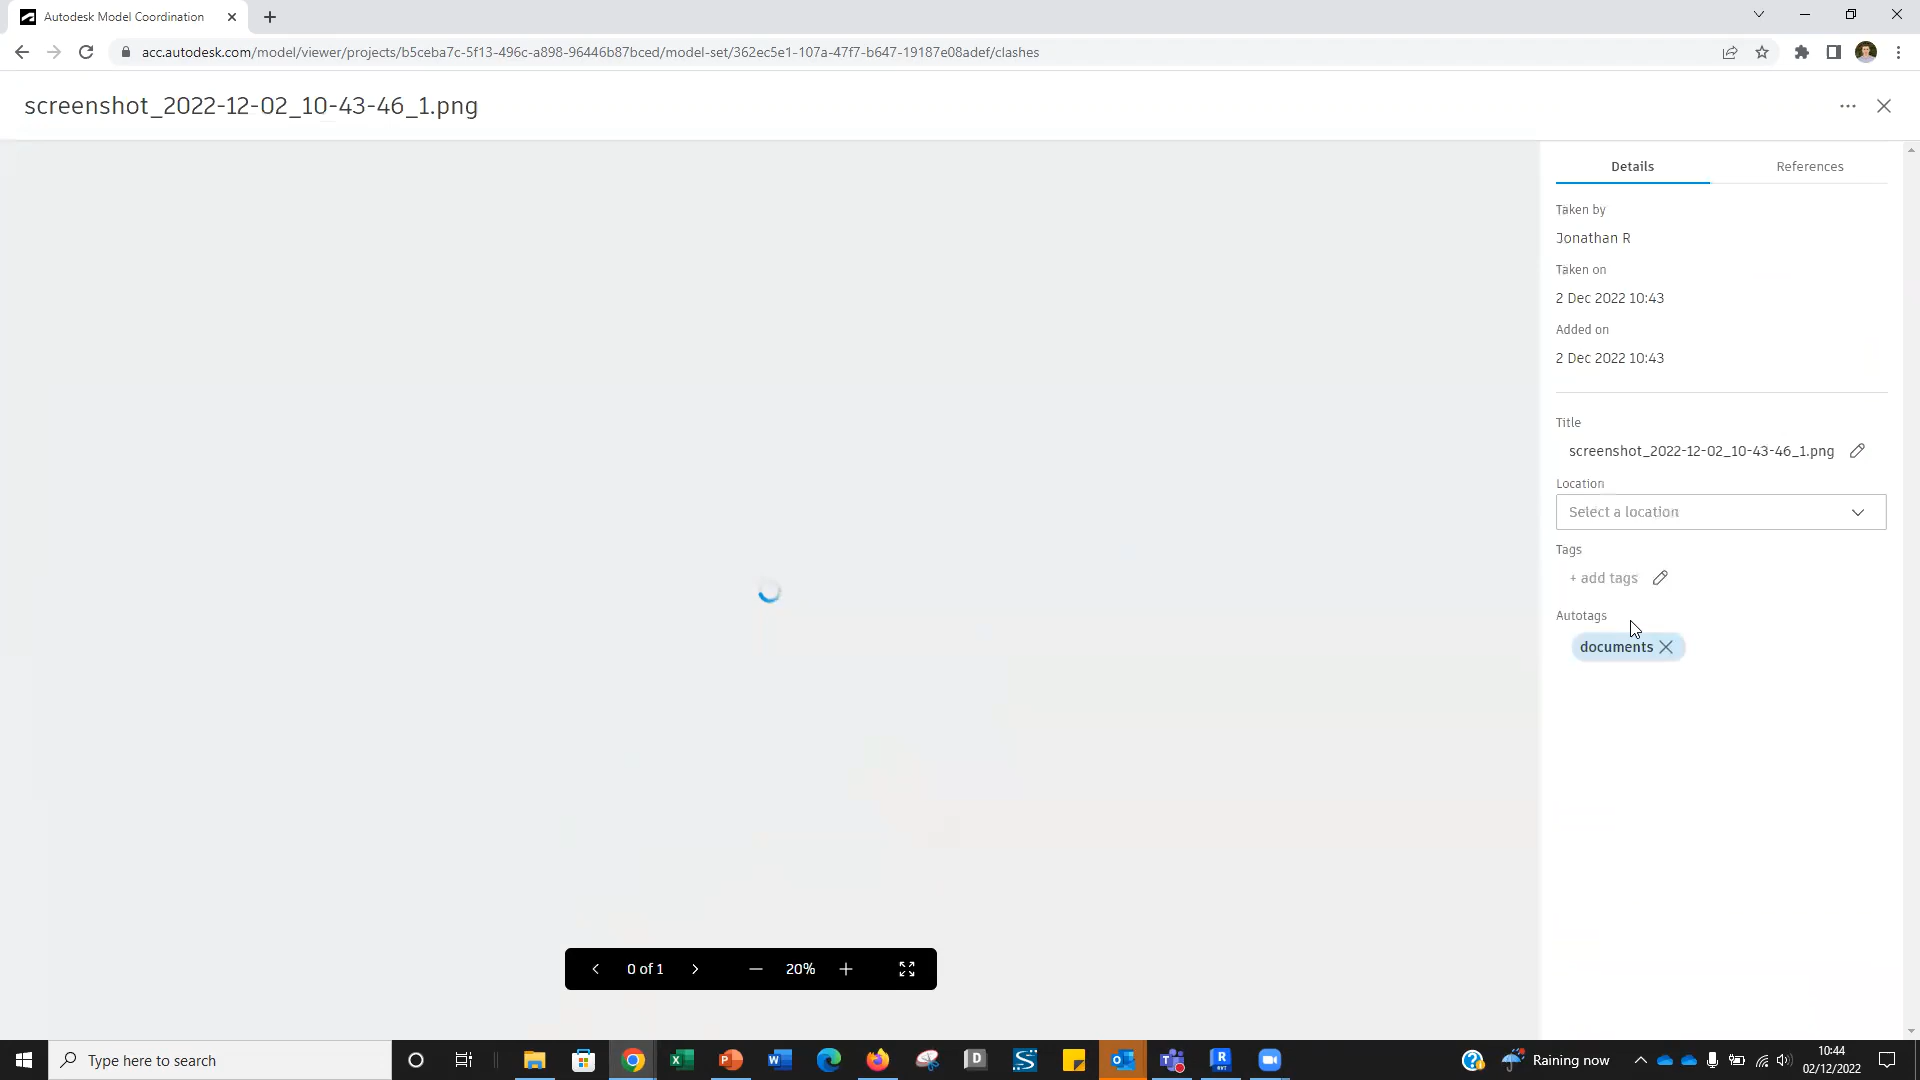 Autodesk Model Coordination
acc.autodesk.com/model/viewer/projects/b5ceba7c-5f13-496c-a898-96446b87bced/model-set/362ec5e1-107a-47f7-b647-19187e08adef/clashes
screenshot_2022-12-02_10-43-46_1.png
Details
References
Taken by
Jonathan R
Taken on
2 Dec 2022 10:43
Added on
2 Dec 2022 10:43
Title
screenshot_2022-12-02_10-43-46_1.png
Location
Select a location
Tags
+ add tags
Autotags
documents
0 of 1
20%
Type here to search
Raining now
10:44
02/12/2022